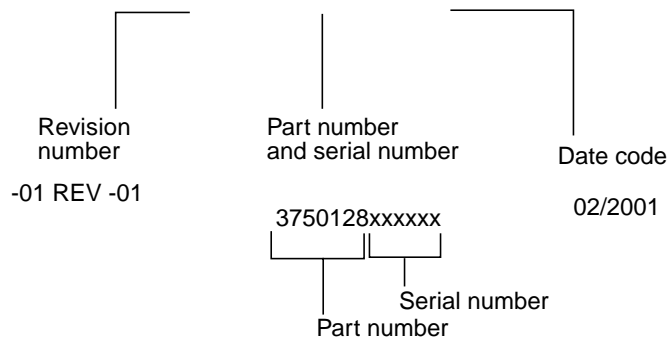 Revision
number
-01 REV -01
Part number
and serial number
3750128xxxxxx
Serial number
Part number
Date code
02/2001